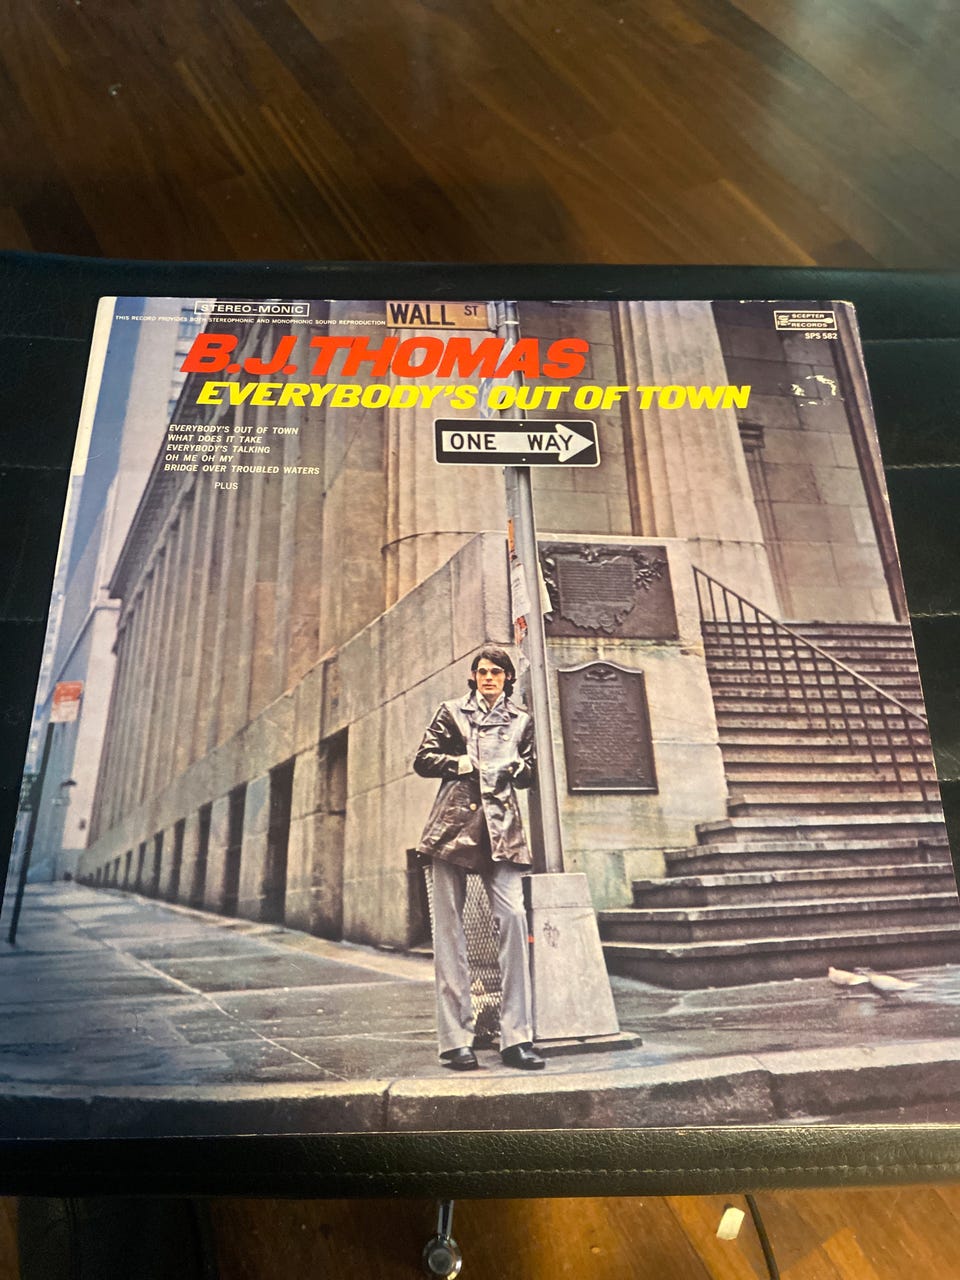 STEREO-MONIC
THIS RECORD PROVIDES BOTH STEREOPHONIC AND MONOPHONIC SOUND REPRODUCTION
WALL ST
SCEPTER
RECORDS
SPS 582
B.J. THOMAS
EVERYBODY'S OUT OF TOWN
EVERYBODY'S OUT OF TOWN
WHAT DOES IT TAKE
EVERYBODY'S TALKING
OH ME OH MY
BRIDGE OVER TROUBLED WATERS
PLUS
ONE WAY